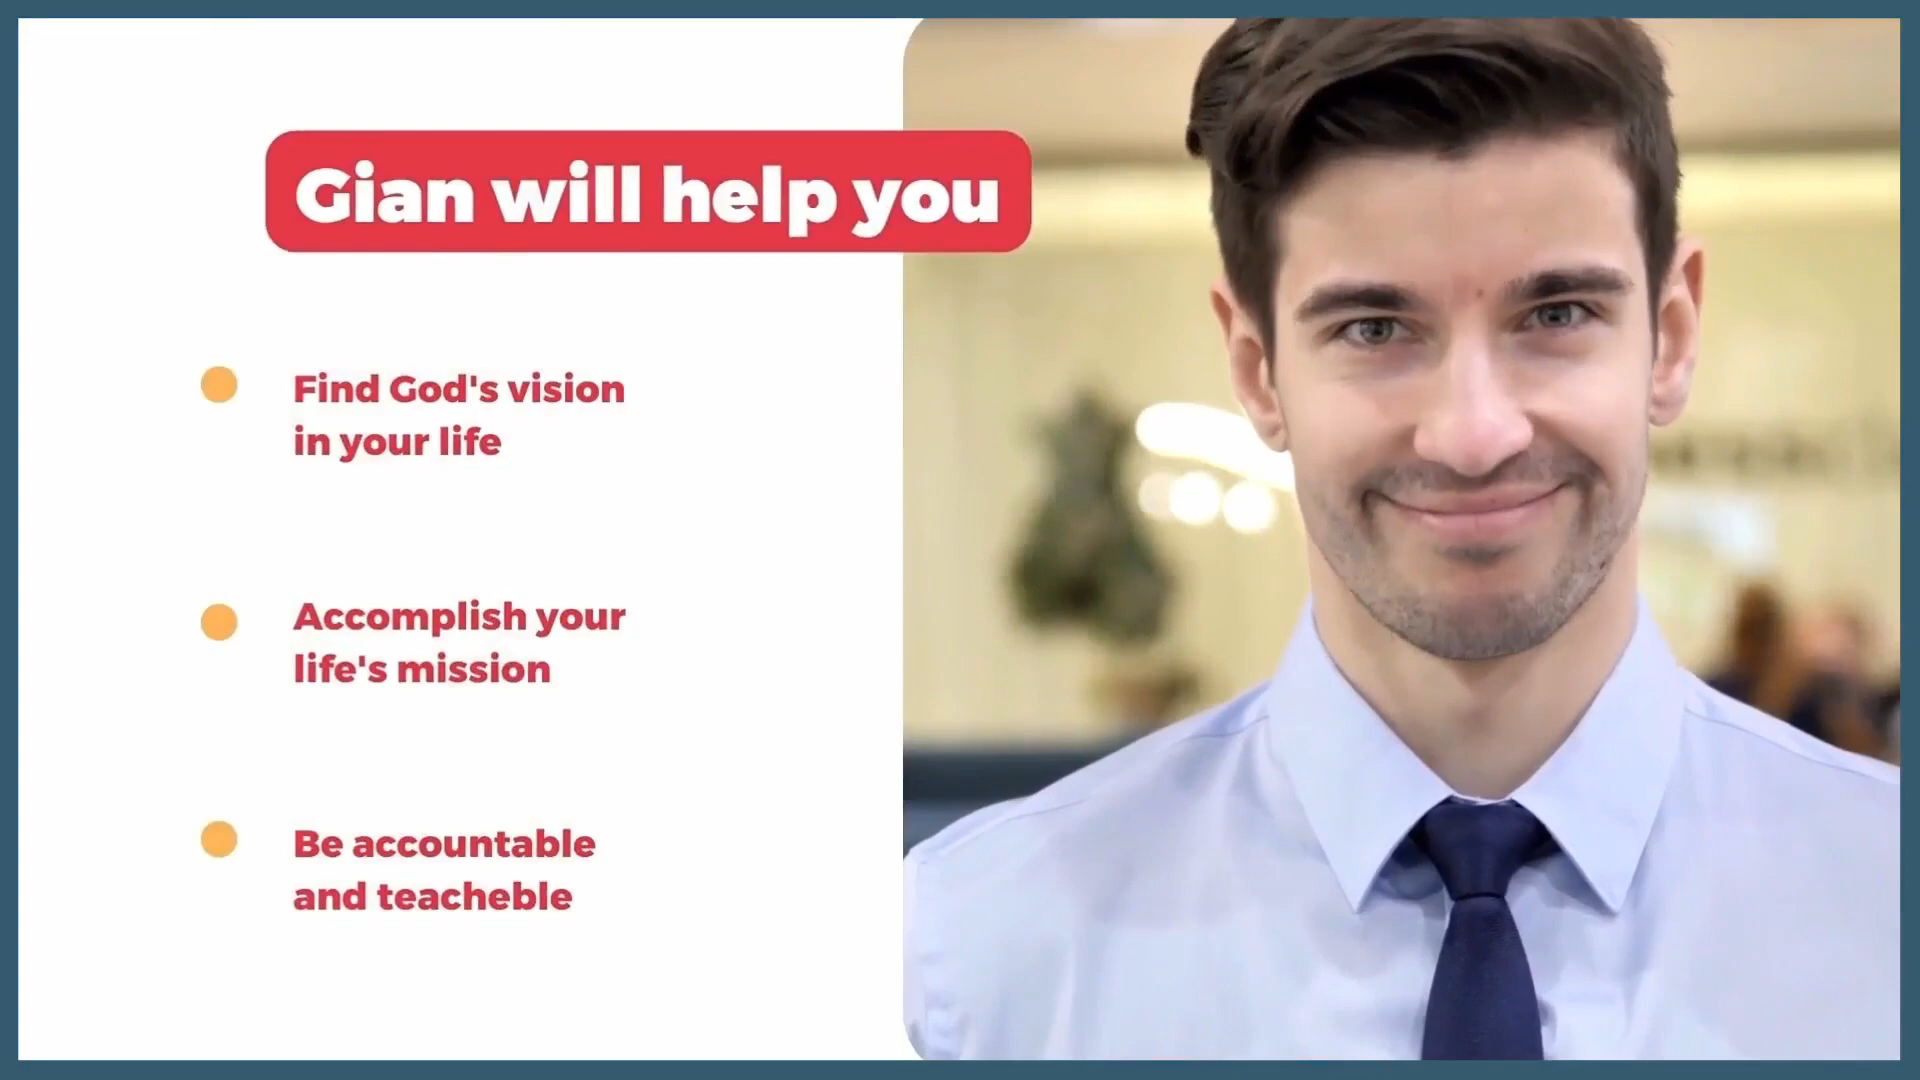 Gian will help you
Find God's vision
in your life
Accomplish your
life's mission
Be accountable
and teacheble